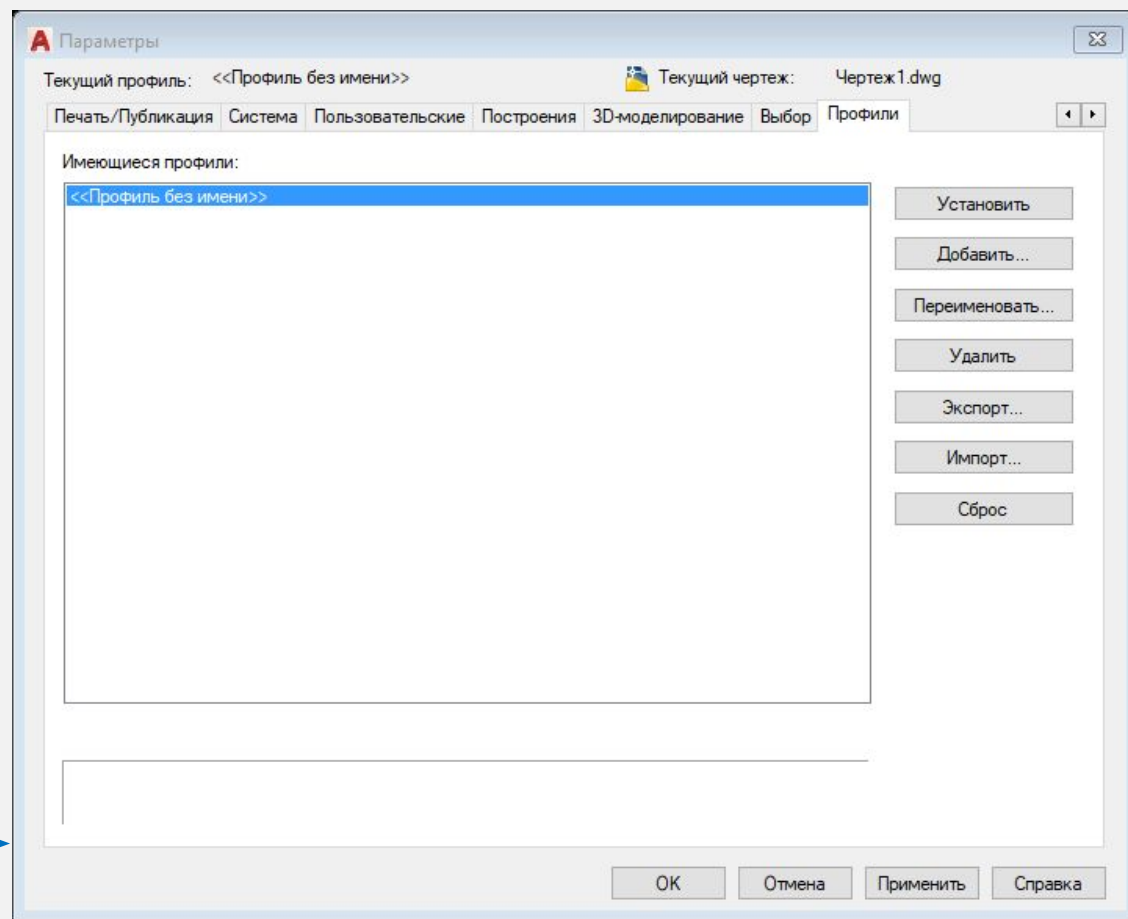 Параметры
Текущий профиль: <<Профиль без имени>> Текущий чертеж: Чертеж1.dwg
Печать/Публикация Система Пользовательские Построения 3D-моделирование Выбор Профили
Имеющиеся профили:
<<Профиль без имени>>
Установить
Добавить...
Переименовать...
Удалить
Экспорт...
Импорт...
Сброс
OK Отмена Применить Справка